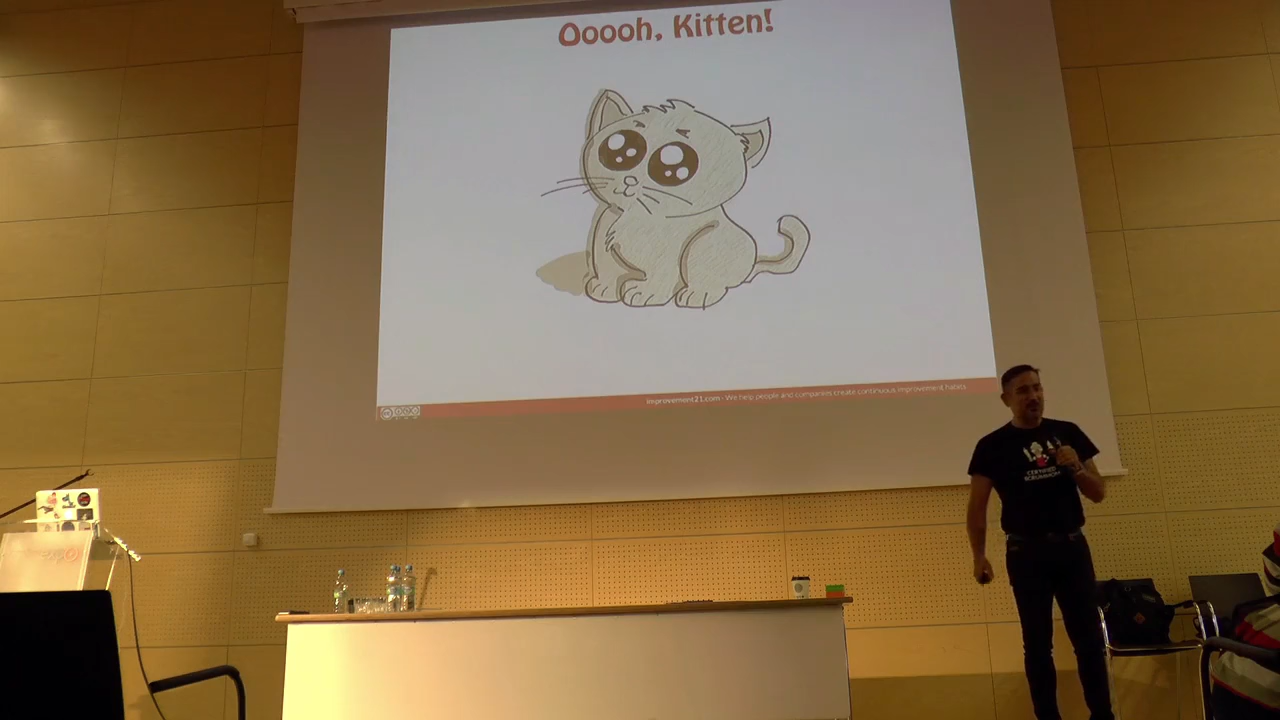 Ooooh, Kitten!
improvement21.com - We help people and companies create continuous improvement habits